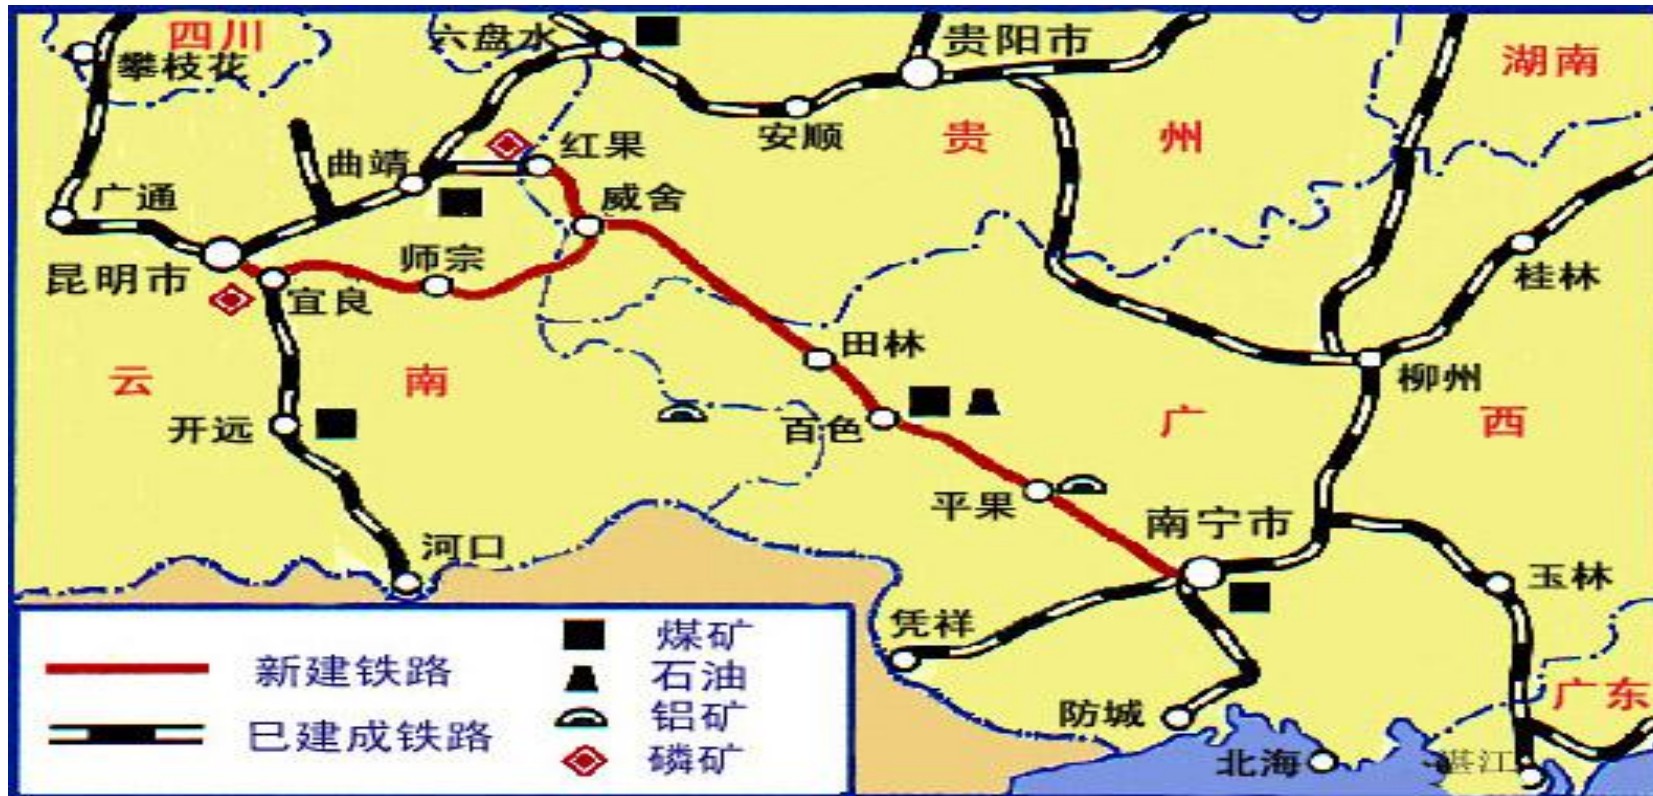 四川
六盘水
贵阳市
湖南
攀枝花
安顺
贵
州
曲靖
红果
广通
威舍
师宗
昆明市
宜良
桂林
田林
柳州
云
南
开远
百色
广
西
平果
南宁市
河口
玉林
凭祥
煤矿
新建铁路
石油
广东
防城
铝矿
巳建成铁路
磷矿
北海
湛江